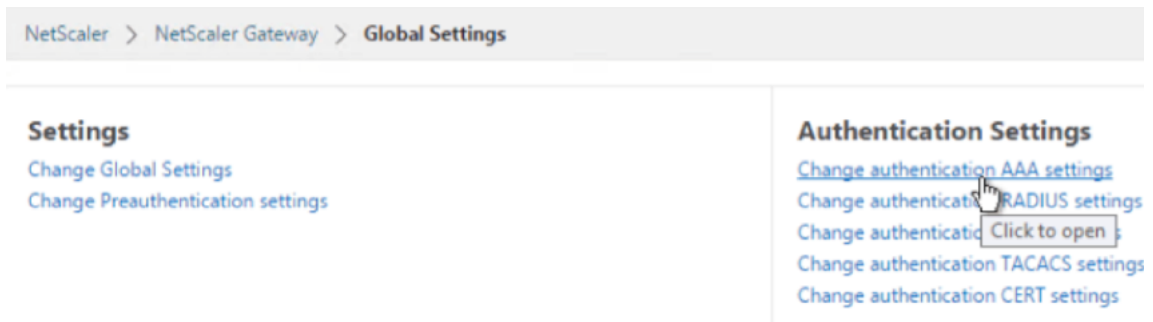 NetScaler > NetScaler Gateway > Global Settings
Settings
Change Global Settings
Change Preauthentication settings
Authentication Settings
Change authentication AAA settings
Change authenticati RADIUS settings
Change authenticatio
Click to open
Change authentication TACACS settings
Change authentication CERT settings